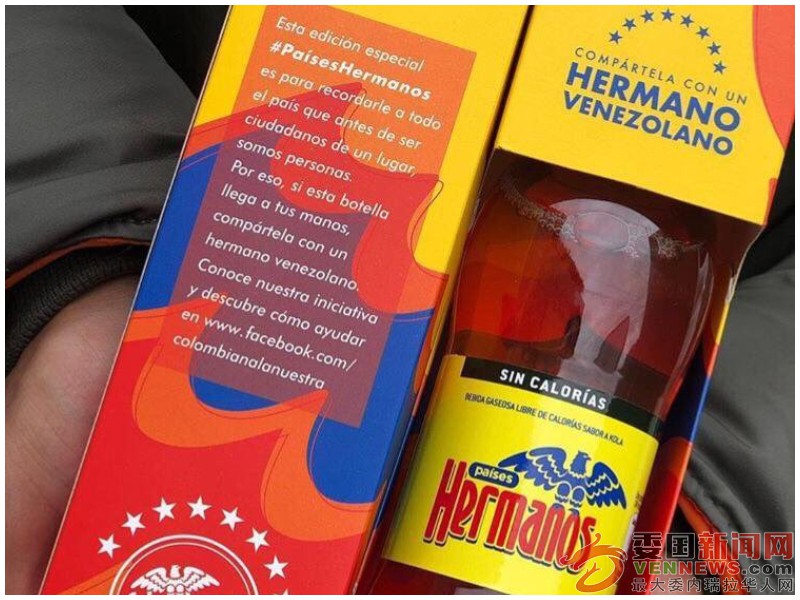 Esta edición especial
#PaísesHermanos
es para recordarle a todo
el país que antes de ser
ciudadanos de un lugar,
somos personas.
Por eso, si esta botella
llega a tus manos,
compártela con un
hermano venezolano.
Conoce nuestra iniciativa
y descubre cómo ayudar
en www.facebook.com/
colombianalanuestra
COMPÁRTELA CON UN
HERMANO
VENEZOLANO
SIN CALORÍAS
BEBIDA GASEOSA LIBRE DE CALORÍAS SABOR A KOLA
países
Hermanos
委国新闻网
VENNEWS.COM
最大委内瑞拉华人网